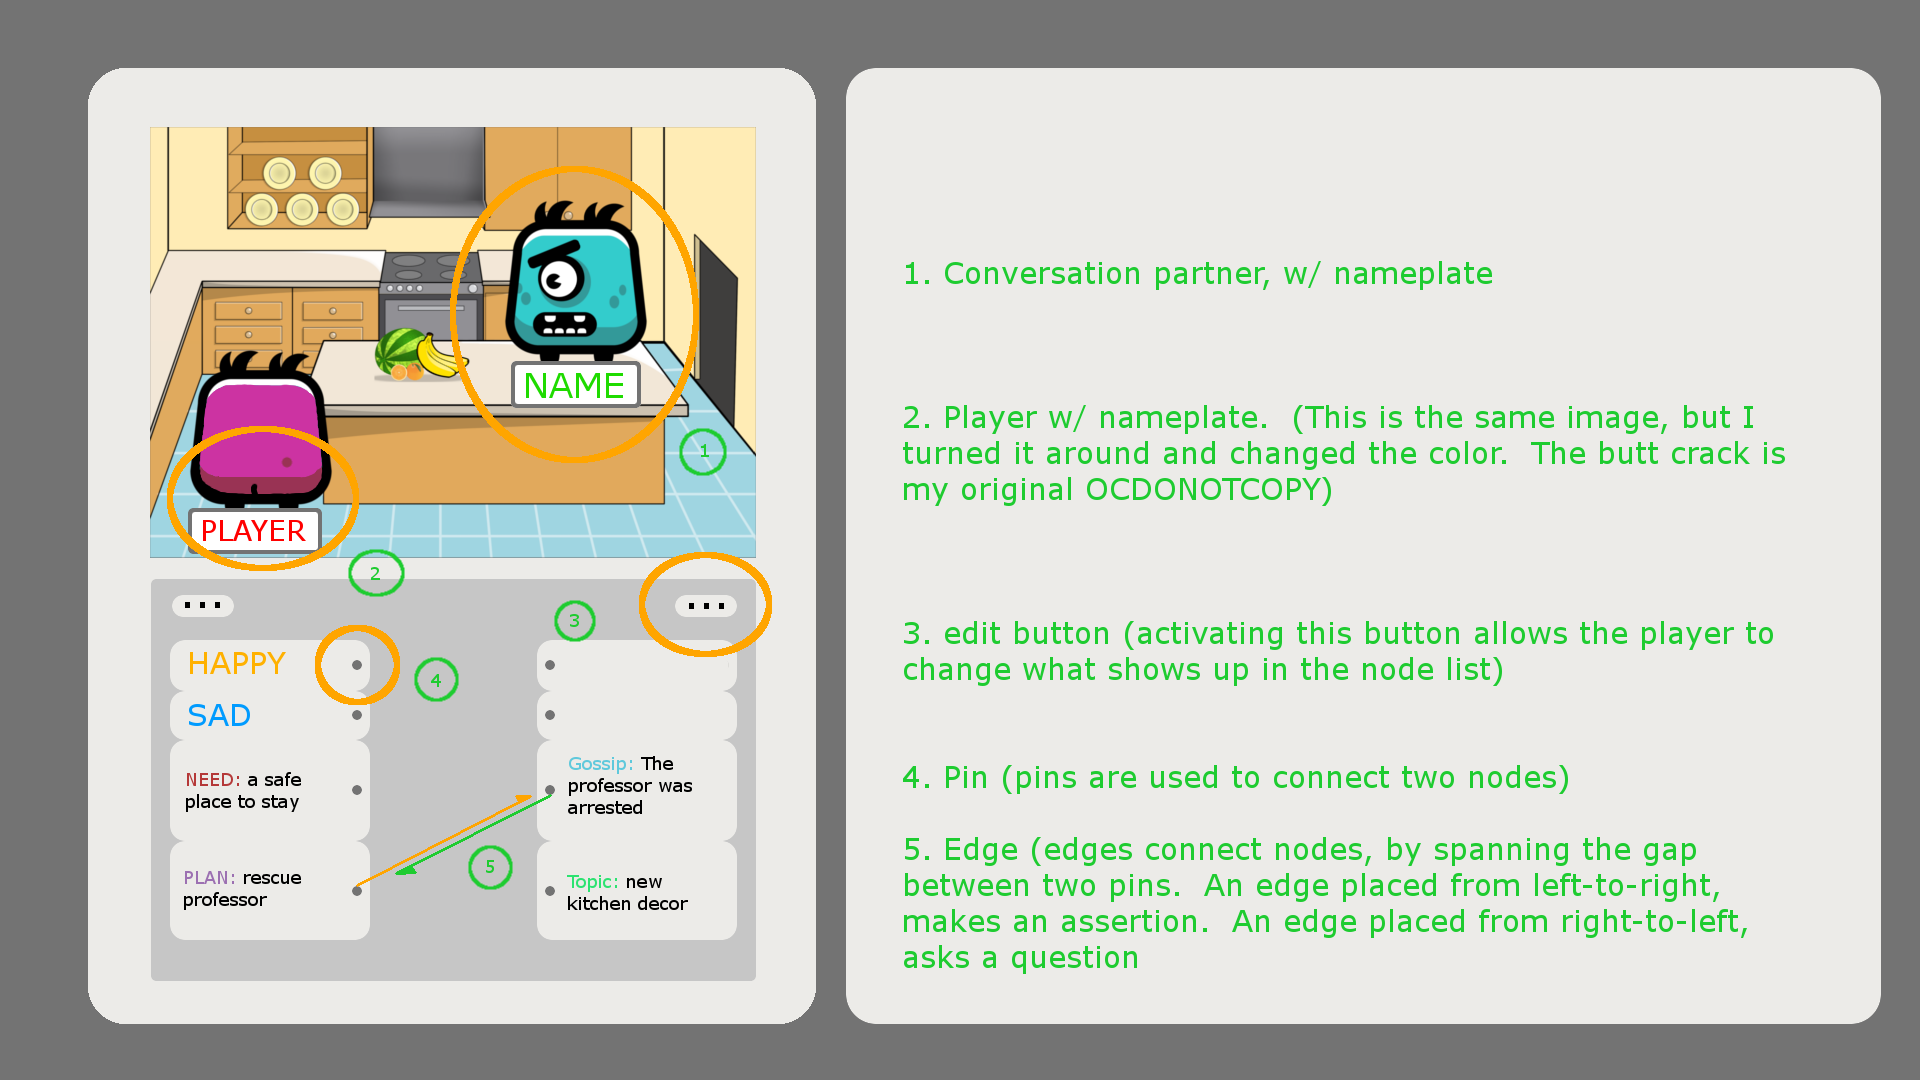 NAME
1
PLAYER
2
...
...
3
HAPPY
4
SAD
NEED: a safe
place to stay
Gossip: The
professor was
arrested
5
PLAN: rescue
professor
Topic: new
kitchen decor
1. Conversation partner, w/ nameplate
2. Player w/ nameplate.  (This is the same image, but I
turned it around and changed the color.  The butt crack is
my original OCDONOTCOPY)
3. edit button (activating this button allows the player to
change what shows up in the node list)
4. Pin (pins are used to connect two nodes)
5. Edge (edges connect nodes, by spanning the gap
between two pins.  An edge placed from left-to-right,
makes an assertion.  An edge placed from right-to-left,
asks a question